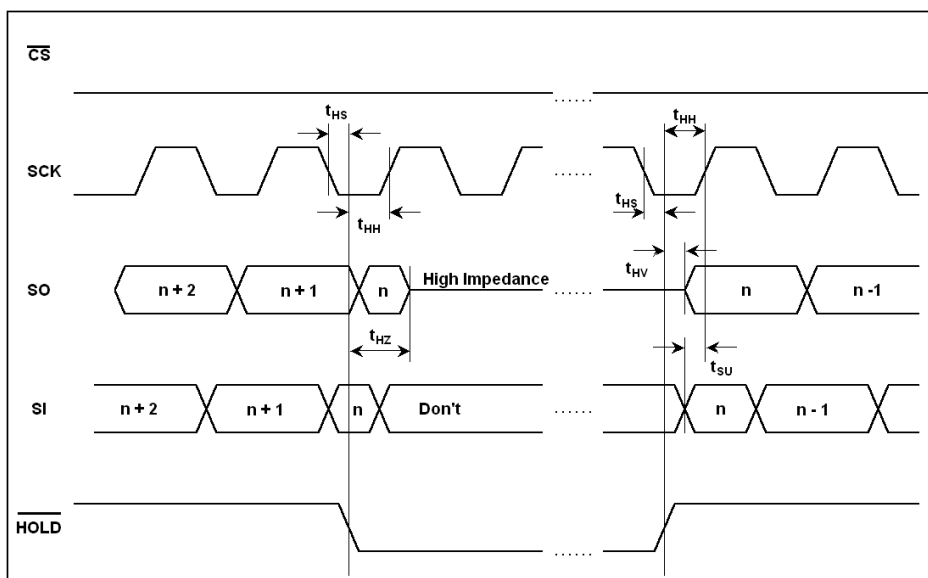 CS
......
tHS
tHH
SCK
......
tHH
tHS
tHV
SO
n + 2
n + 1
n
High Impedance
......
n
n -1
tHZ
tSU
SI
n + 2
n + 1
n
Don't
......
n
n - 1
HOLD
......